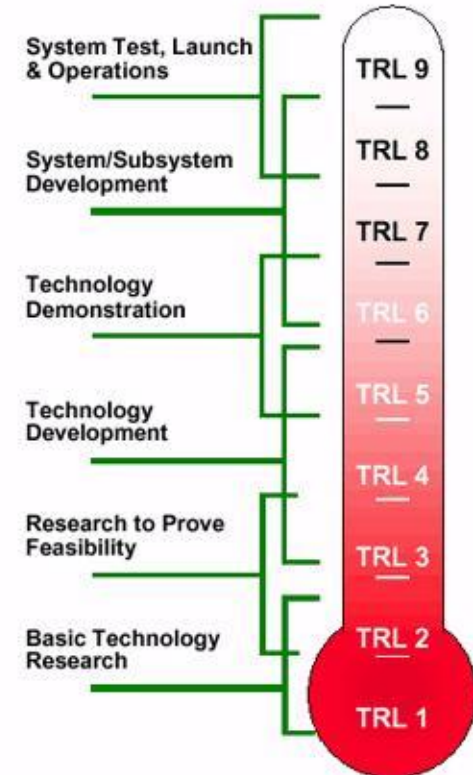 System Test, Launch
& Operations
System/Subsystem
Development
Technology
Demonstration
Technology
Development
Research to Prove
Feasibility
Basic Technology
Research
TRL 9
TRL 8
TRL 7
TRL 6
TRL 5
TRL 4
TRL 3
TRL 2
TRL 1